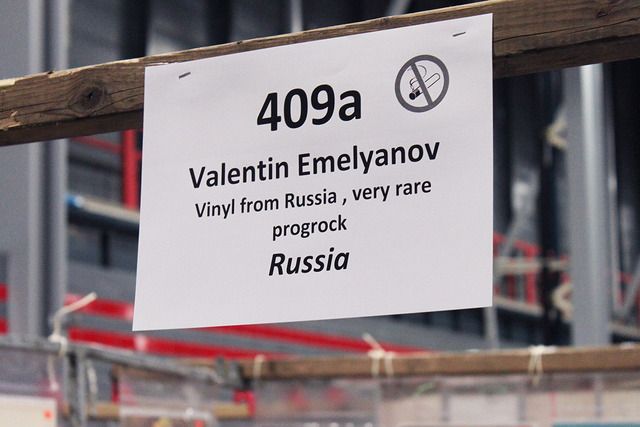 409a
Valentin Emelyanov
Vinyl from Russia , very rare
progrock
Russia